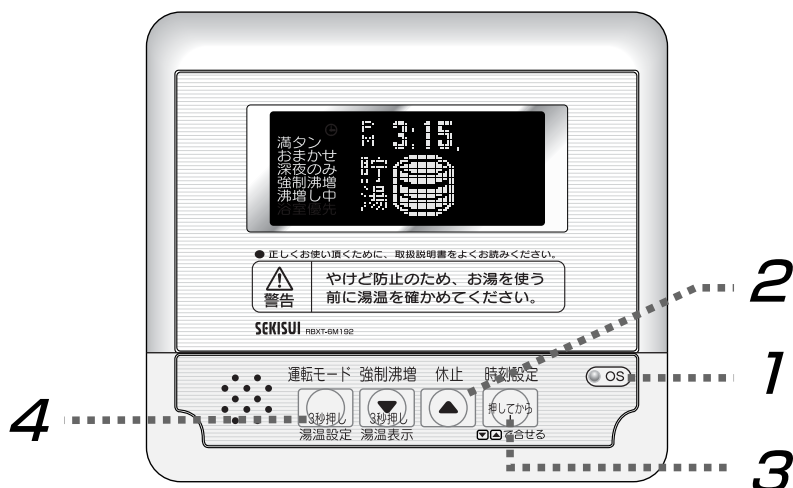 PM 3:15
満タン
おまかせ
深夜のみ
強制沸増
沸増し中
浴室優先
貯湯
● 正しくお使い頂くために、取扱説明書をよくお読みください。
警告
やけど防止のため、お湯を使う
前に湯温を確かめてください。
SEKISUI RBXT-6M192
運転モード 強制沸増 休止 時刻設定
OS
3秒押し 3秒押し 押してから
湯温設定 湯温表示 ▼▲で合せる
2
1
4
3